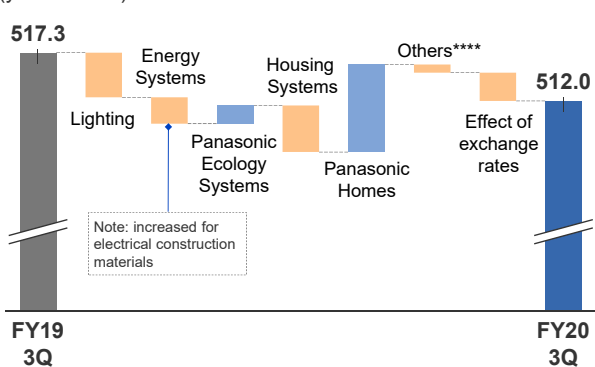 517.3
Energy
Systems
Lighting
Panasonic
Ecology
Systems
Housing
Systems
Panasonic
Homes
Others****
Effect of
exchange
rates
512.0
Note: increased for
electrical construction
materials
FY19
3Q
FY20
3Q